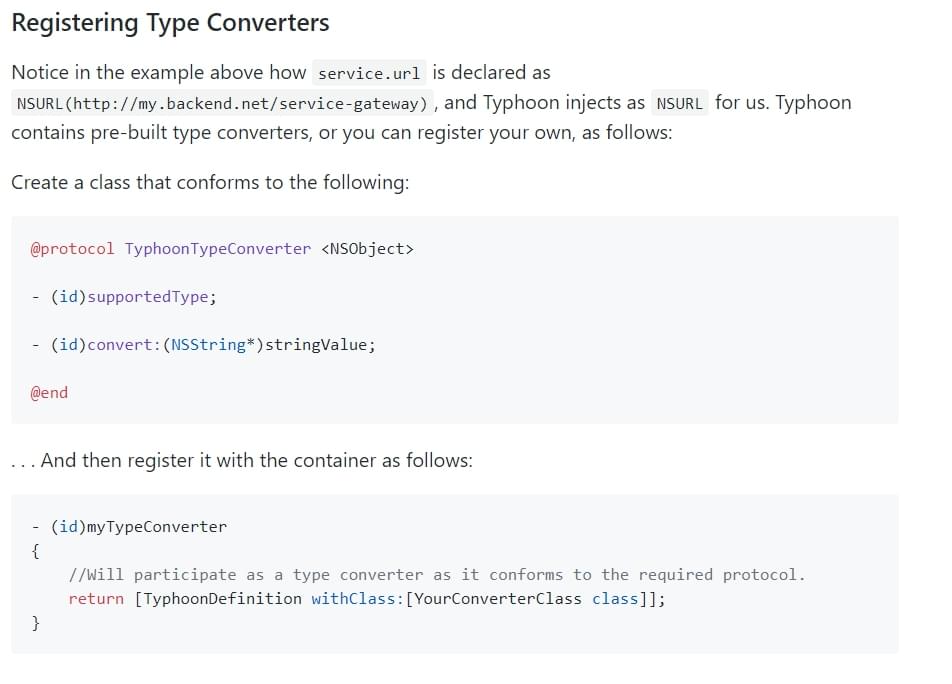 Registering Type Converters
Notice in the example above how service.url is declared as
NSURL(http://my.backend.net/service-gateway) , and Typhoon injects as NSURL for us. Typhoon
contains pre-built type converters, or you can register your own, as follows:
Create a class that conforms to the following:
@protocol TyphoonTypeConverter <NSObject>
- (id)supportedType;
- (id)convert:(NSString*)stringValue;
@end
. . . And then register it with the container as follows:
- (id)myTypeConverter
{
    //Will participate as a type converter as it conforms to the required protocol.
    return [TyphoonDefinition withClass:[YourConverterClass class]];
}